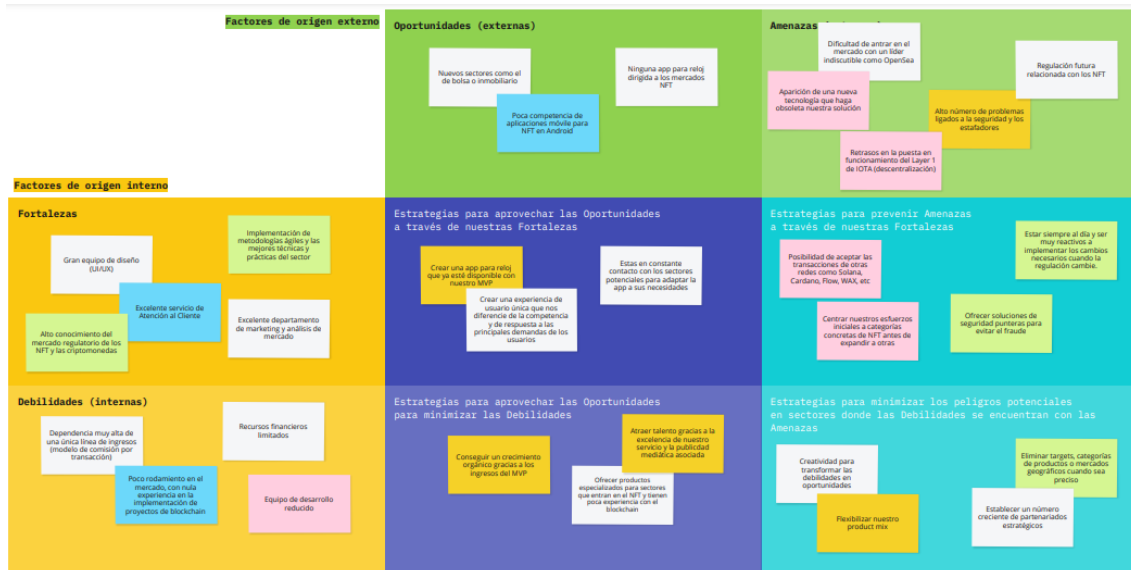 Factores de origen externo
Oportunidades (externas)
Nuevos sectores como el
de bolsa o inmobiliario
Poca competencia de
aplicaciones móvile para
NFT en Android
Ninguna app para reloj
dirigida a los mercados
NFT
Amenazas
Dificultad de antrar en el
mercado con un líder
indiscutible como OpenSea
Regulación futura
relacionada con los NFT
Aparición de una nueva
tecnología que haga
obsoleta nuestra solución
Alto número de problemas
ligados a la seguridad y los
estafadores
Retrasos en la puesta en
funcionamiento del Layer 1
de IOTA (descentralización)
Factores de origen interno
Fortalezas
Gran equipo de diseño
(UI/UX)
Implementación de
metodologías ágiles y las
mejores técnicas y
prácticas del sector
Excelente servicio de
Atención al Cliente
Alto conocimiento del
mercado regulatorio de los
NFT y las criptomonedas
Excelente departamento
de marketing y análisis de
mercado
Estrategias para aprovechar las Oportunidades
a través de nuestras Fortalezas
Crear una app para reloj
que ya esté disponible con
nuestro MVP
Crear una experiencia de
usuario única que nos
diferencie de la competencia
y de respuesta a las
principales demandas de los
usuarios
Estas en constante
contacto con los sectores
potenciales para adaptar la
app a sus necesidades
Estrategias para prevenir Amenazas
a través de nuestras Fortalezas
Posibilidad de aceptar las
transacciones de otras
redes como Solana,
Cardano, Flow, WAX, etc
Estar siempre al día y ser
muy reactivos a
implementar los cambios
necesarios cuando la
regulación cambie.
Centrar nuestros esfuerzos
iniciales a categorías
concretas de NFT antes de
expandir a otras
Ofrecer soluciones de
seguridad punteras para
evitar el fraude
Debilidades (internas)
Dependencia muy alta de
una única línea de ingresos
(modelo de comisión por
transacción)
Recursos financieros
limitados
Poco rodamiento en el
mercado, con nula
experiencia en la
implementación de
proyectos de blockchain
Equipo de desarrollo
reducido
Estrategias para aprovechar las Oportunidades
para minimizar las Debilidades
Conseguir un crecimiento
orgánico gracias a los
ingresos del MVP
Atraer talento gracias a la
excelencia de nuestro
servicio y la publicdad
mediática asociada
Ofrecer productos
especializados para sectores
que entran en el NFT y tienen
poca experiencia con el
blockchain
Estrategias para minimizar los peligros potenciales
en sectores donde las Debilidades se encuentran con las
Amenazas
Creatividad para
transformar las
debilidades en
oportunidades
Flexibilizar nuestro
product mix
Eliminar targets, categorías
de productos o mercados
geográficos cuando sea
preciso
Establecer un número
creciente de partenariados
estratégicos